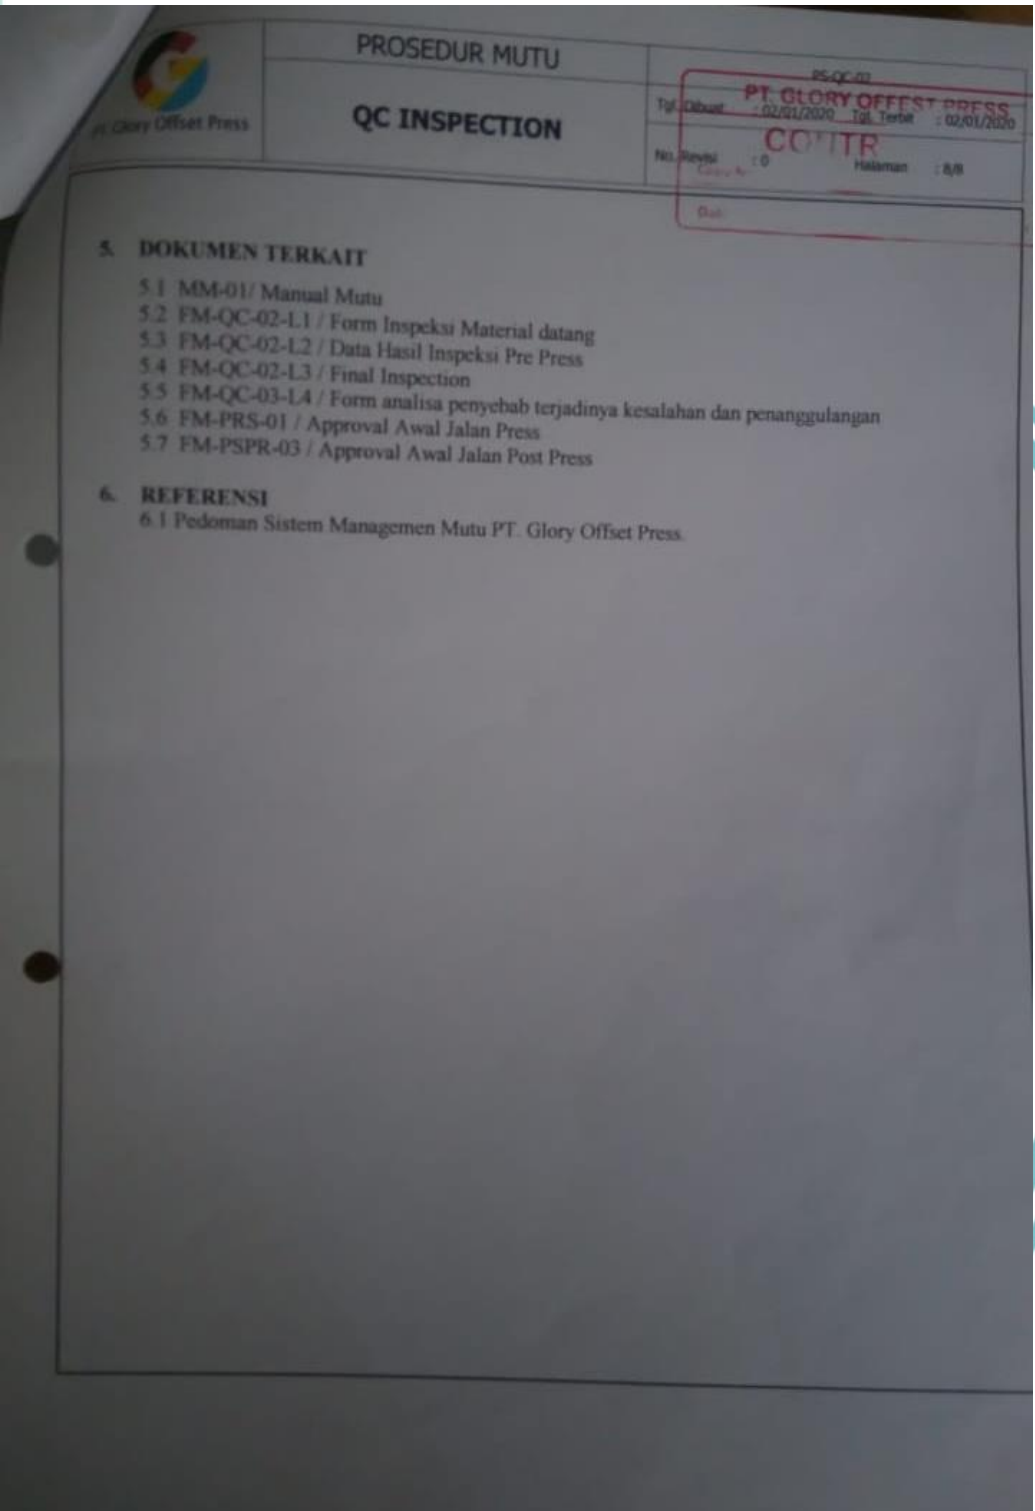 PT. Glory Offset Press
PROSEDUR MUTU
QC INSPECTION
PS-QC-02
Tgl. Dibuat : 02/01/2020 Tgl. Terbit : 02/01/2020
No. Revisi : 0 Halaman : 8/8
PT. GLORY OFFEST PRESS
5. DOKUMEN TERKAIT
5.1 MM-01/ Manual Mutu
5.2 FM-QC-02-L1 / Form Inspeksi Material datang
5.3 FM-QC-02-L2 / Data Hasil Inspeksi Pre Press
5.4 FM-QC-02-L3 / Final Inspection
5.5 FM-QC-03-L4 / Form analisa penyebab terjadinya kesalahan dan penanggulangan
5.6 FM-PRS-01 / Approval Awal Jalan Press
5.7 FM-PSPR-03 / Approval Awal Jalan Post Press
6. REFERENSI
6.1 Pedoman Sistem Managemen Mutu PT. Glory Offset Press.